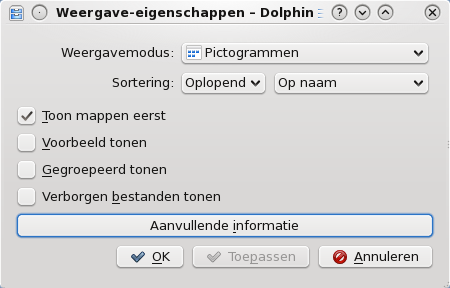 Weergave-eigenschappen – Dolphin
Weergavemodus: Pictogrammen
Sortering: Oplopend Op naam
Toon mappen eerst
Voorbeeld tonen
Gegroepeerd tonen
Verborgen bestanden tonen
Aanvullende informatie
OK Toepassen Annuleren